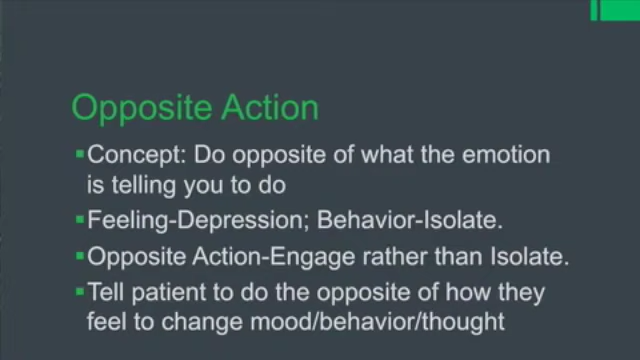 Opposite Action
▪Concept: Do opposite of what the emotion
is telling you to do
▪Feeling-Depression; Behavior-Isolate.
▪Opposite Action-Engage rather than Isolate.
▪Tell patient to do the opposite of how they
feel to change mood/behavior/thought